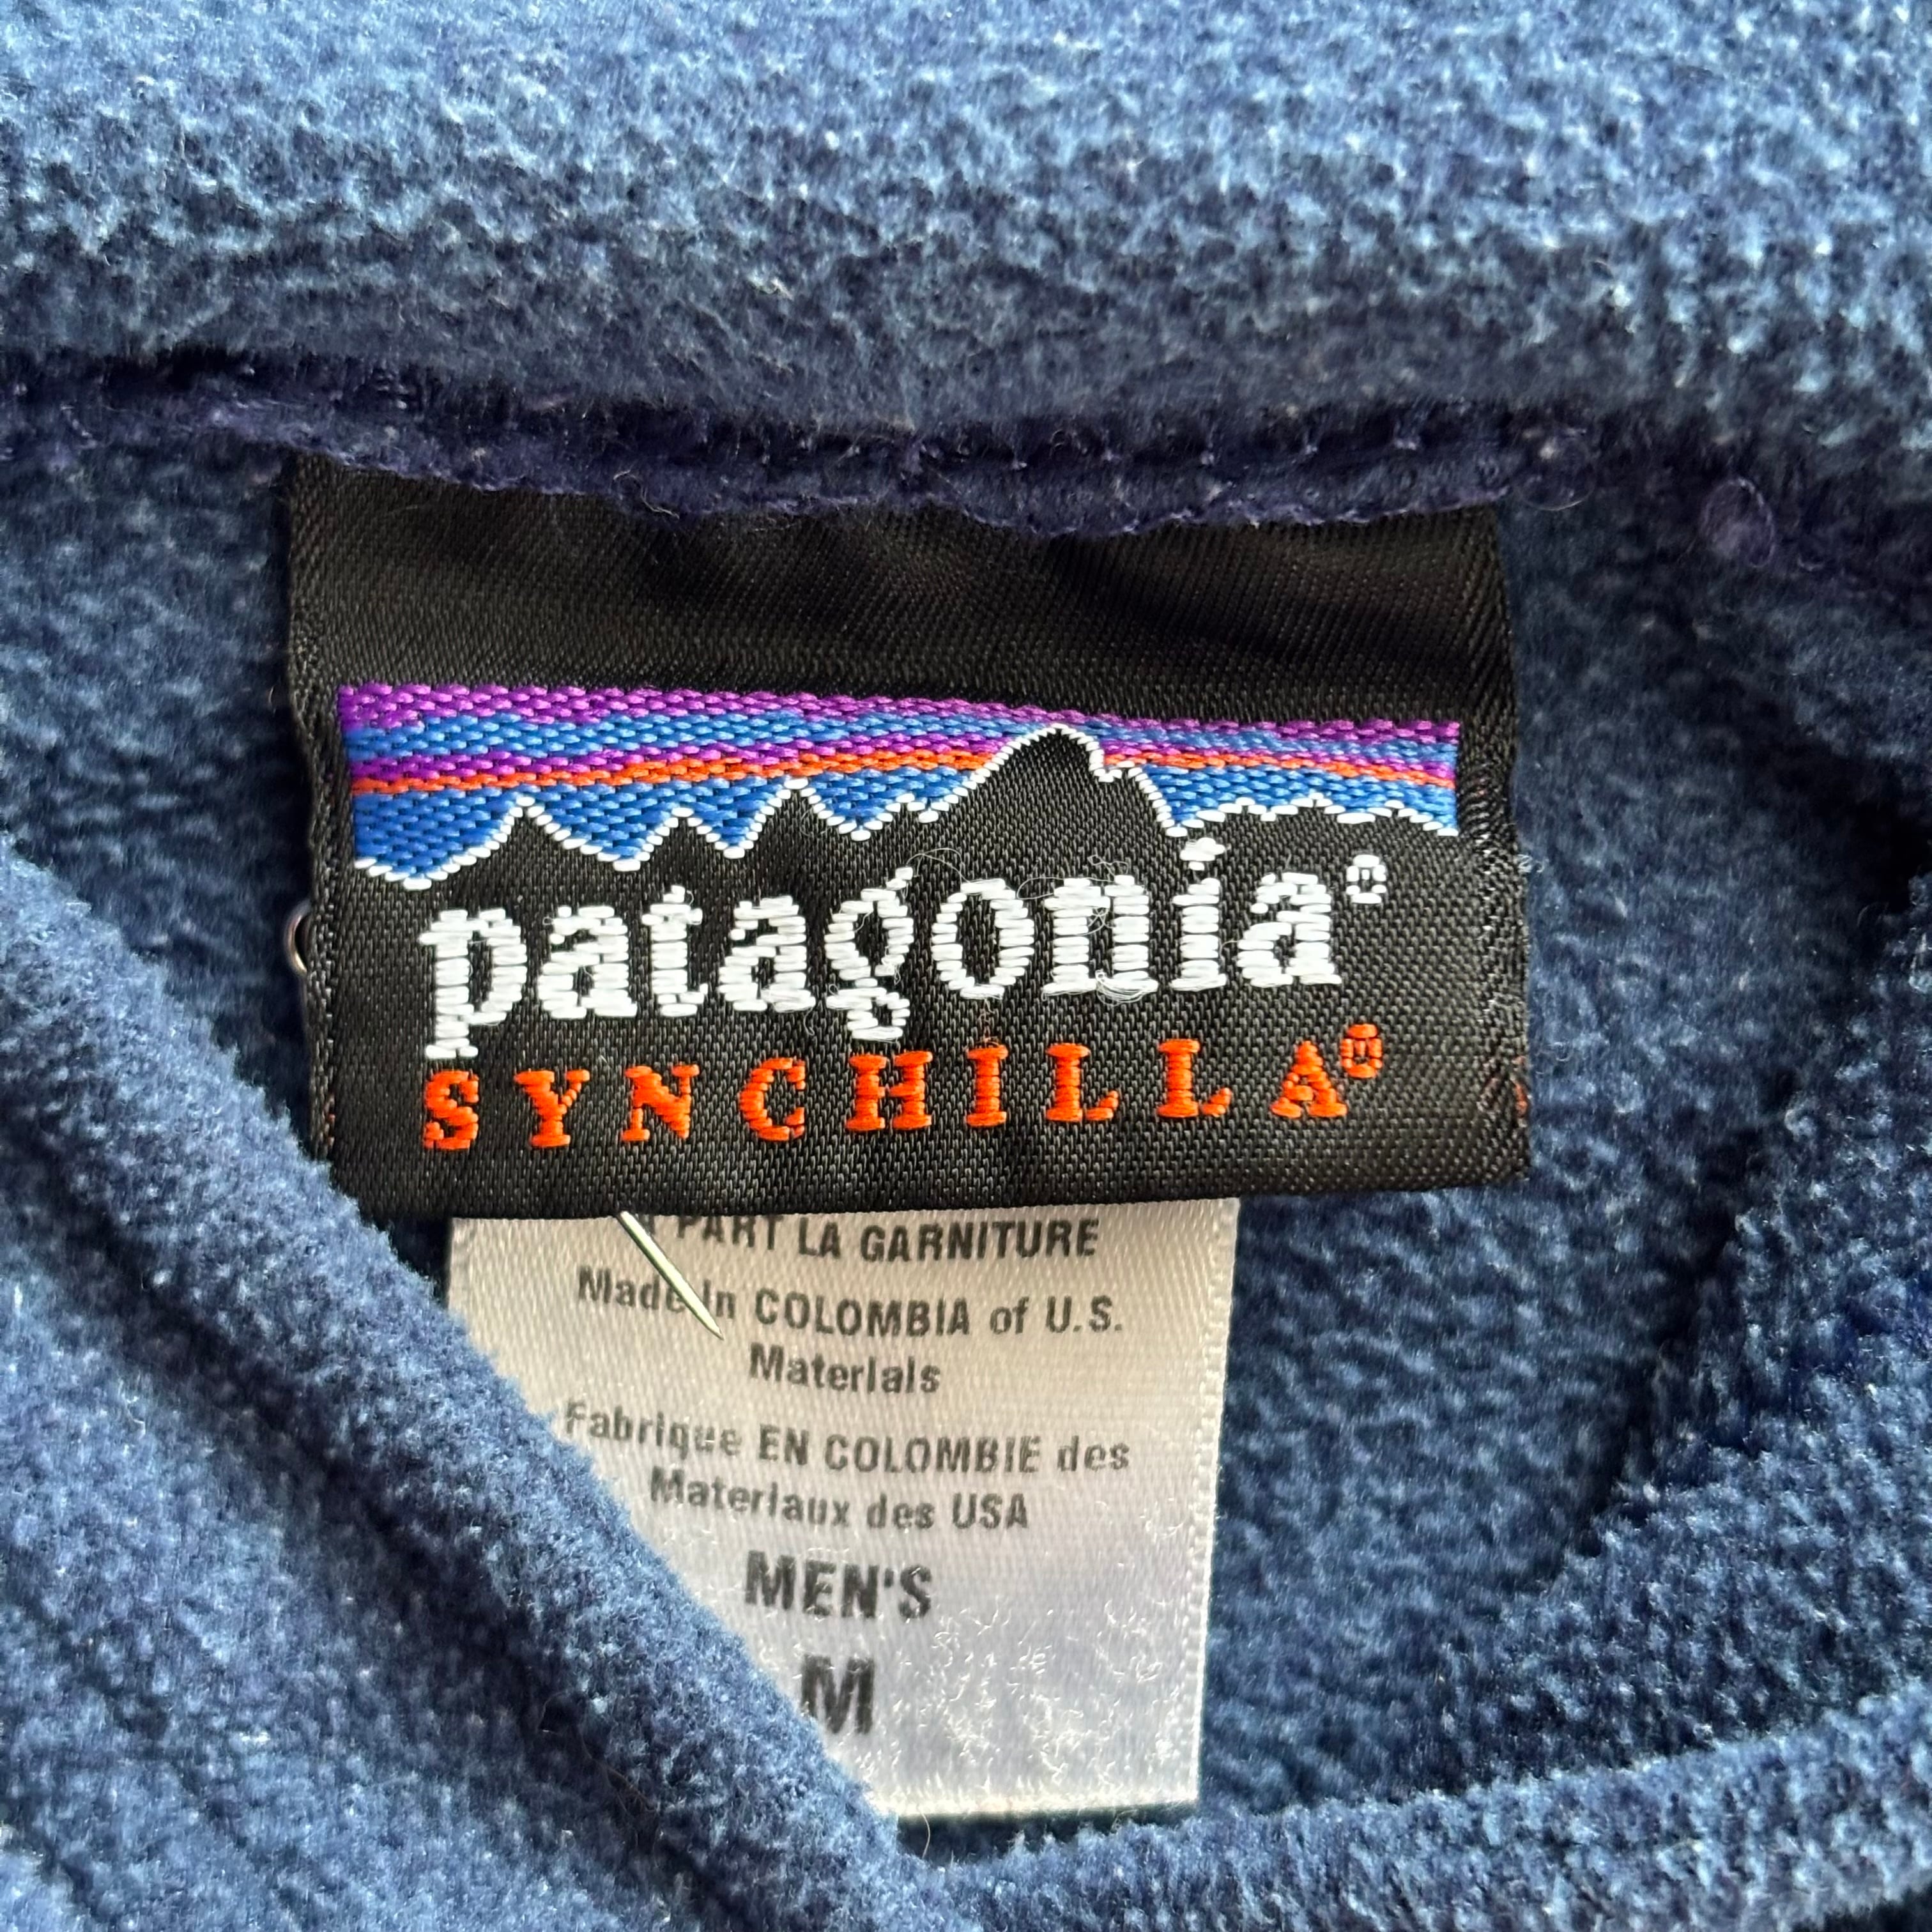 patagonia®
SYNCHILLA®
PART LA GARNITURE
Made In COLOMBIA of U.S.
Materials
Fabrique EN COLOMBIE des
Materiaux des USA
MEN'S
M